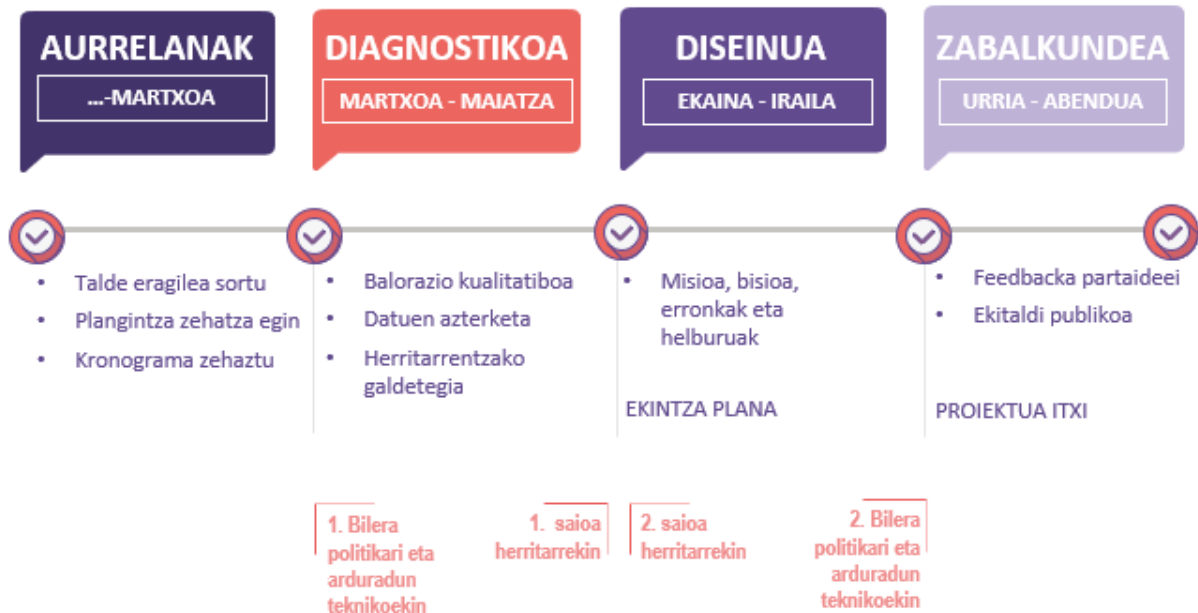 AURRELANAK
...-MARTXOA
DIAGNOSTIKOA
MARTXOA - MAIATZA
DISEINUA
EKAINA - IRAILA
ZABALKUNDEA
URRIA - ABENDUA
• Talde eragilea sortu
• Plangintza zehatza egin
• Kronograma zehaztu
• Balorazio kualitatiboa
• Datuen azterketa
• Herritarrentzako
galdetegia
• Misioa, bisioa,
erronkak eta
helburuak
EKINTZA PLANA
• Feedbacka partaideei
• Ekitaldi publikoa
PROIEKTUA ITXI
1. Bilera
politikari eta
arduradun
teknikoekin
1. saioa
herritarrekin
2. saioa
herritarrekin
2. Bilera
politikari eta
arduradun
teknikoekin